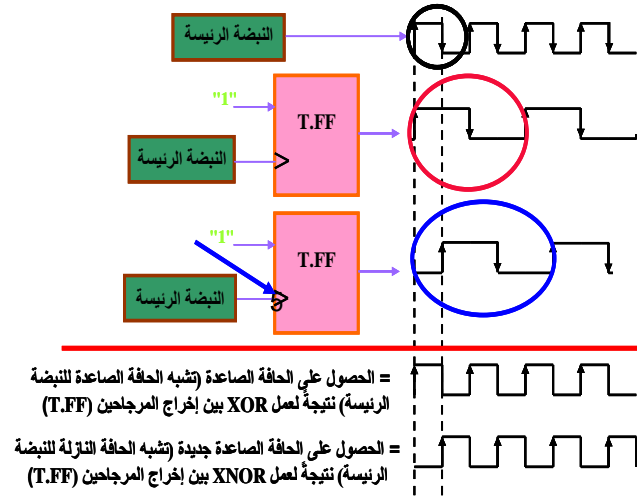 النبضة الرئيسة
"1"
T.FF
النبضة الرئيسة
"1"
T.FF
النبضة الرئيسة
= الحصول على الحافة الصاعدة (تشبه الحافة الصاعدة للنبضة
الرئيسة) نتيجةً لعمل XOR بين إخراج المرجاحين (T.FF)
= الحصول على الحافة الصاعدة جديدة (تشبه الحافة النازلة للنبضة
الرئيسة) نتيجةً لعمل XNOR بين إخراج المرجاحين (T.FF)